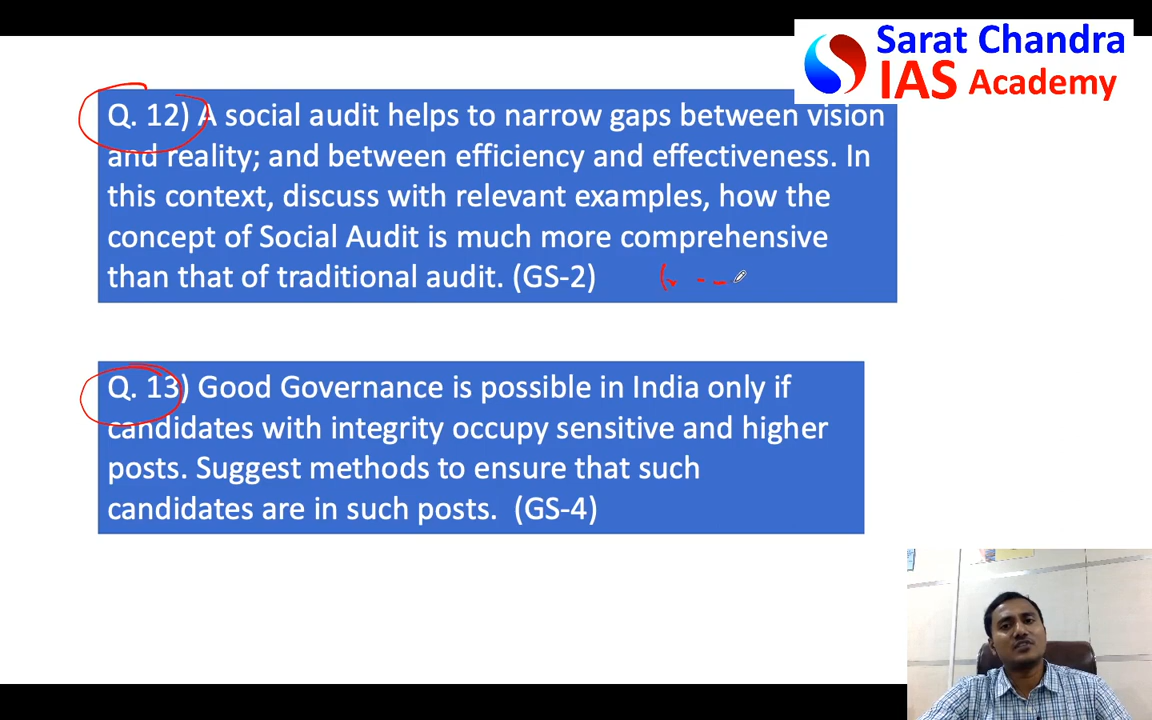 Sarat Chandra
IAS Academy
Q. 12) A social audit helps to narrow gaps between vision
and reality; and between efficiency and effectiveness. In
this context, discuss with relevant examples, how the
concept of Social Audit is much more comprehensive
than that of traditional audit. (GS-2)
Q. 13) Good Governance is possible in India only if
candidates with integrity occupy sensitive and higher
posts. Suggest methods to ensure that such
candidates are in such posts. (GS-4)